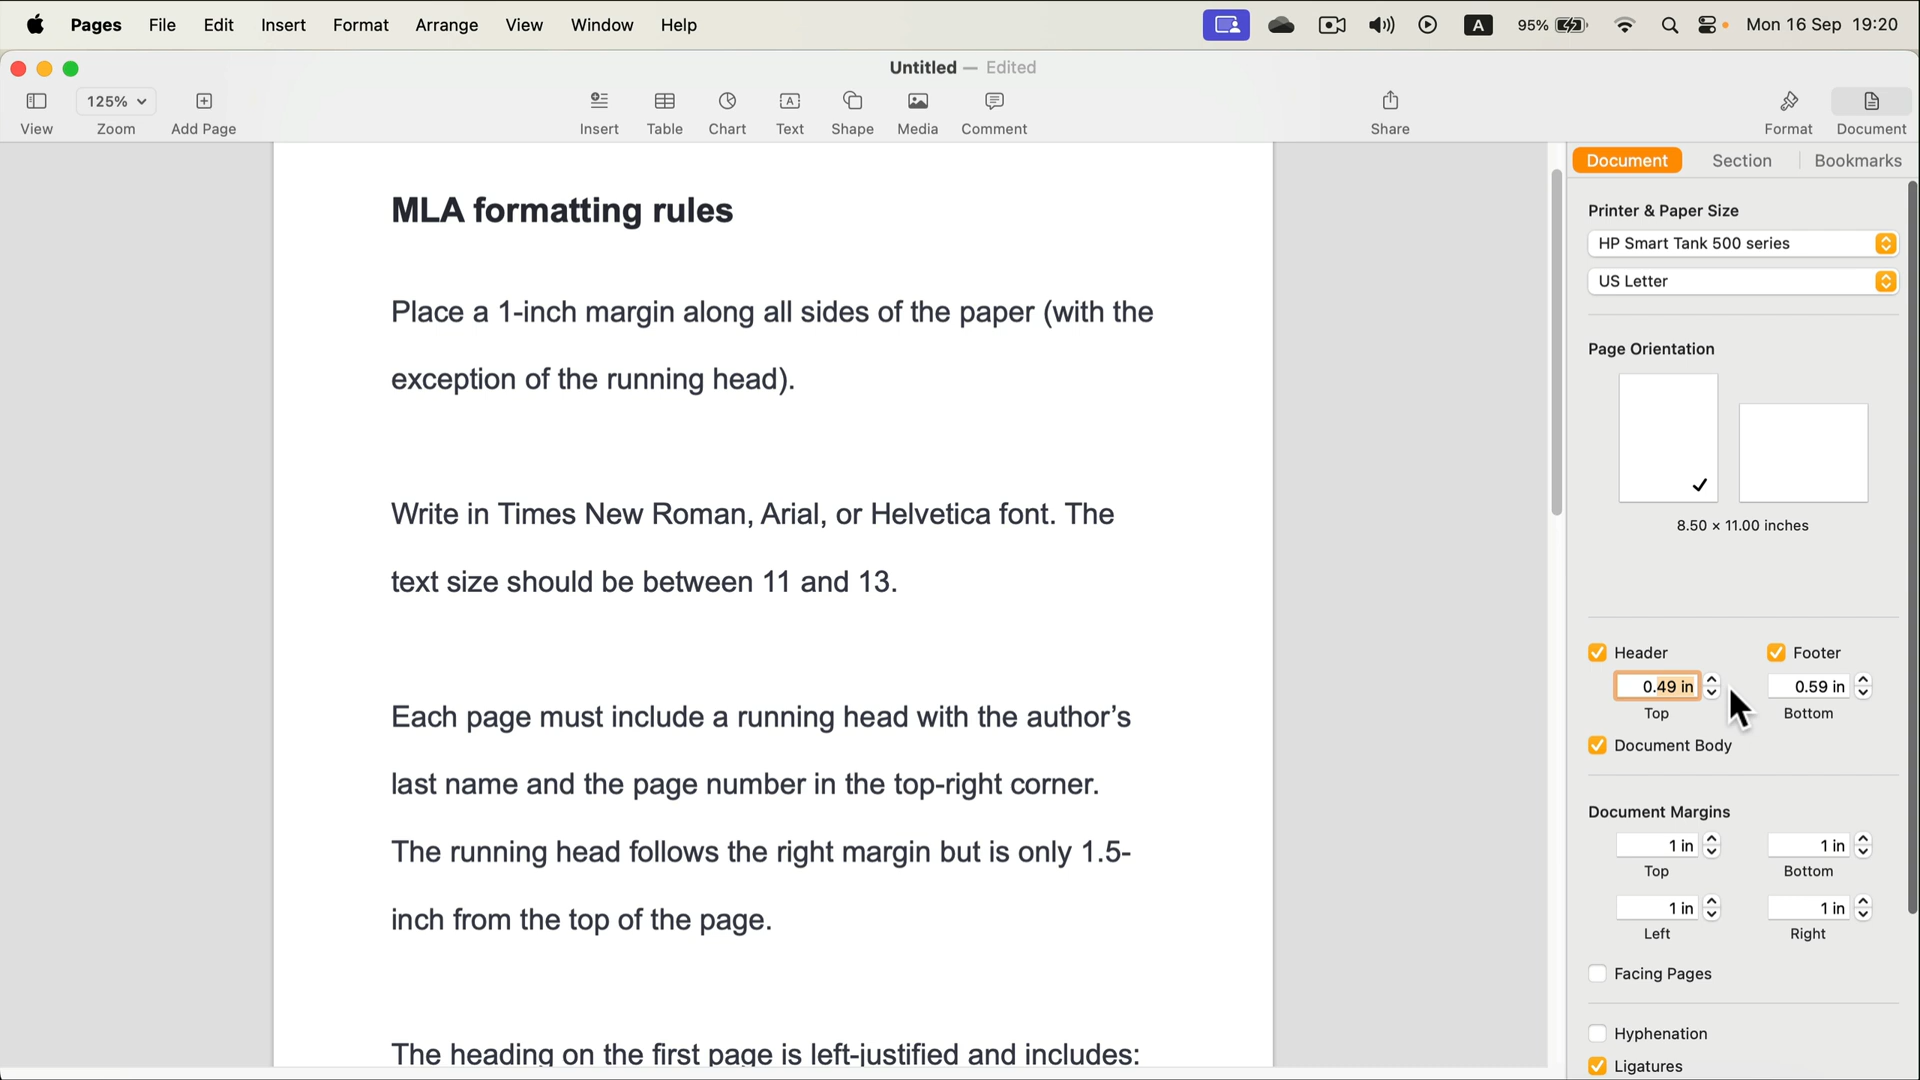 Pages File Edit Insert Format Arrange View Window Help A 95% Mon 16 Sep 19:20
Untitled — Edited
125%
View Zoom Add Page Insert Table Chart Text Shape Media Comment Share Format Document
Document Section Bookmarks
MLA formatting rules
Place a 1-inch margin along all sides of the paper (with the
exception of the running head).
Write in Times New Roman, Arial, or Helvetica font. The
text size should be between 11 and 13.
Each page must include a running head with the author’s
last name and the page number in the top-right corner.
The running head follows the right margin but is only 1.5-
inch from the top of the page.
The heading on the first page is left-justified and includes:
Printer & Paper Size
HP Smart Tank 500 series
US Letter
Page Orientation
8.50 × 11.00 inches
Header Footer
0.49 in 0.59 in
Top Bottom
Document Body
Document Margins
1 in 1 in
Top Bottom
1 in 1 in
Left Right
Facing Pages
Hyphenation
Ligatures